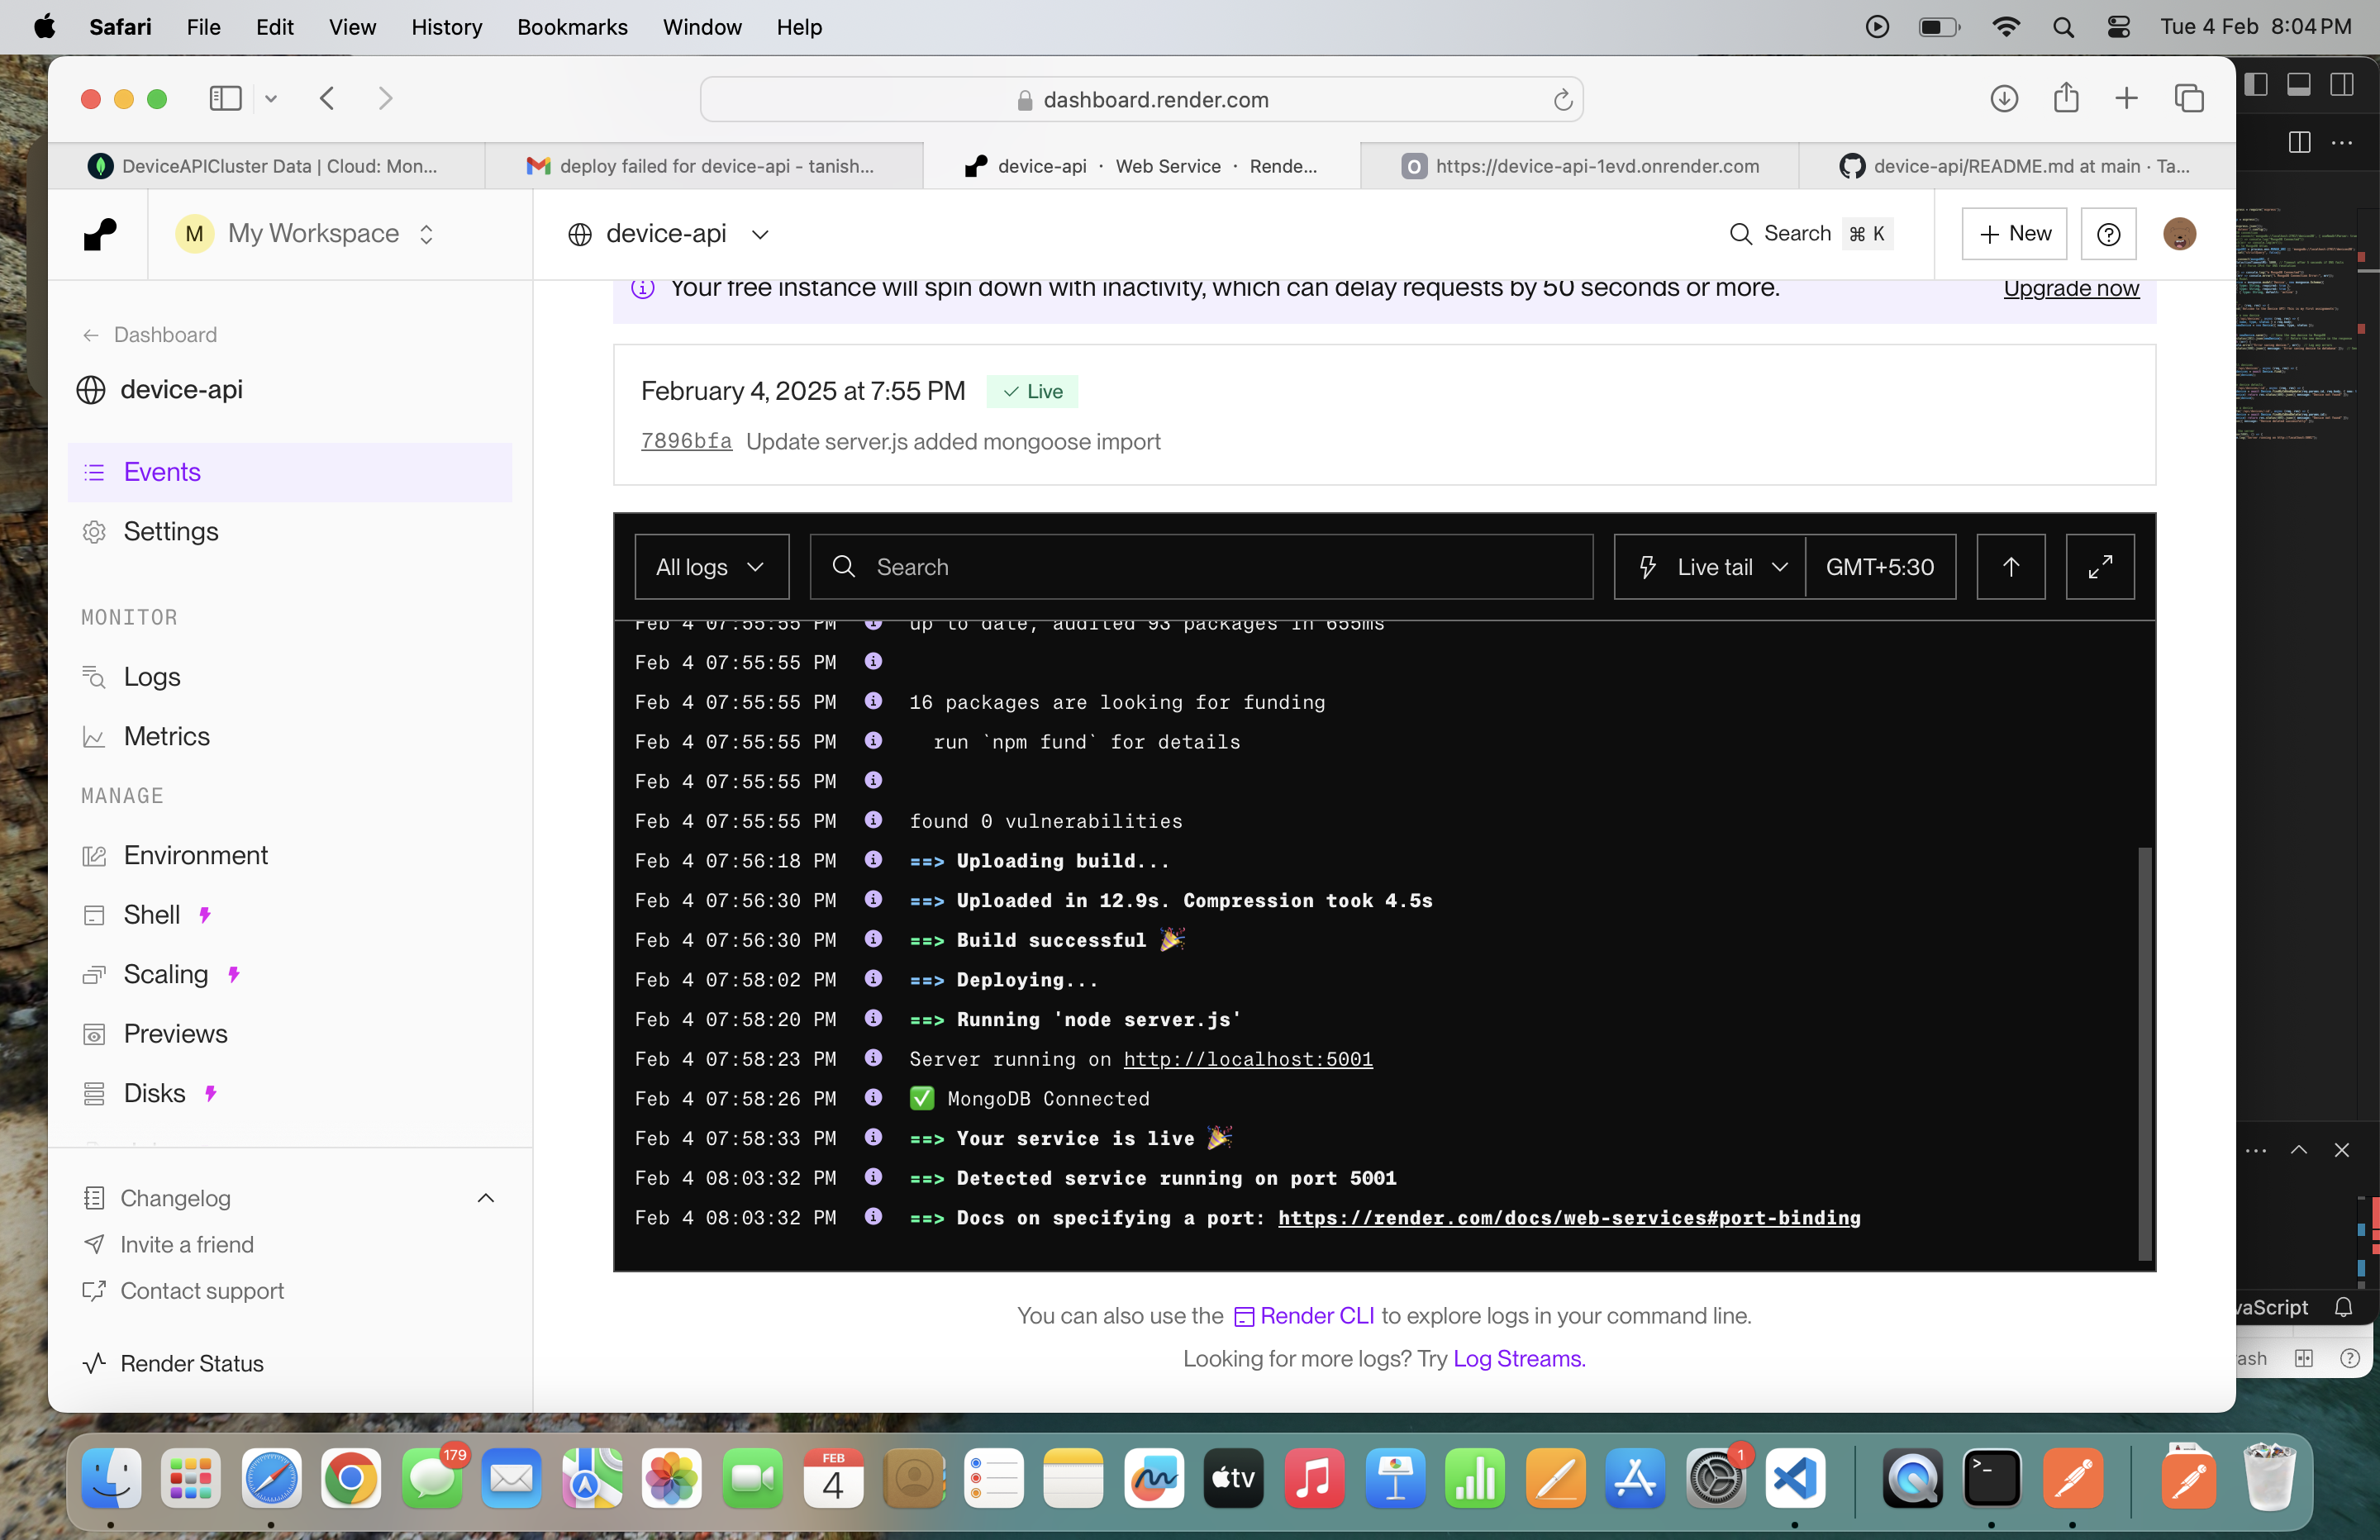 Safari File Edit View History Bookmarks Window Help Tue 4 Feb 8:04 PM
dashboard.render.com
DeviceAPICluster Data | Cloud: Mon...
deploy failed for device-api - tanish...
device-api · Web Service · Rende...
O https://device-api-1evd.onrender.com
device-api/README.md at main · Ta...
M My Workspace
device-api
Search ⌘ K
+ New
Your free instance will spin down with inactivity, which can delay requests by 50 seconds or more.
Upgrade now
← Dashboard
device-api
Events
Settings
MONITOR
Logs
Metrics
MANAGE
Environment
Shell
Scaling
Previews
Disks
Changelog
Invite a friend
Contact support
Render Status
February 4, 2025 at 7:55 PM ✓ Live
7896bfa Update server.js added mongoose import
All logs
Search
Live tail
GMT+5:30
Feb 4 07:55:55 PM up to date, audited 93 packages in 655ms
Feb 4 07:55:55 PM
Feb 4 07:55:55 PM 16 packages are looking for funding
Feb 4 07:55:55 PM run `npm fund` for details
Feb 4 07:55:55 PM
Feb 4 07:55:55 PM found 0 vulnerabilities
Feb 4 07:56:18 PM ==> Uploading build...
Feb 4 07:56:30 PM ==> Uploaded in 12.9s. Compression took 4.5s
Feb 4 07:56:30 PM ==> Build successful 🎉
Feb 4 07:58:02 PM ==> Deploying...
Feb 4 07:58:20 PM ==> Running 'node server.js'
Feb 4 07:58:23 PM Server running on http://localhost:5001
Feb 4 07:58:26 PM ✅ MongoDB Connected
Feb 4 07:58:33 PM ==> Your service is live 🎉
Feb 4 08:03:32 PM ==> Detected service running on port 5001
Feb 4 08:03:32 PM ==> Docs on specifying a port: https://render.com/docs/web-services#port-binding
You can also use the Render CLI to explore logs in your command line.
Looking for more logs? Try Log Streams.
vaScript
ash
179
FEB
4
tv
1